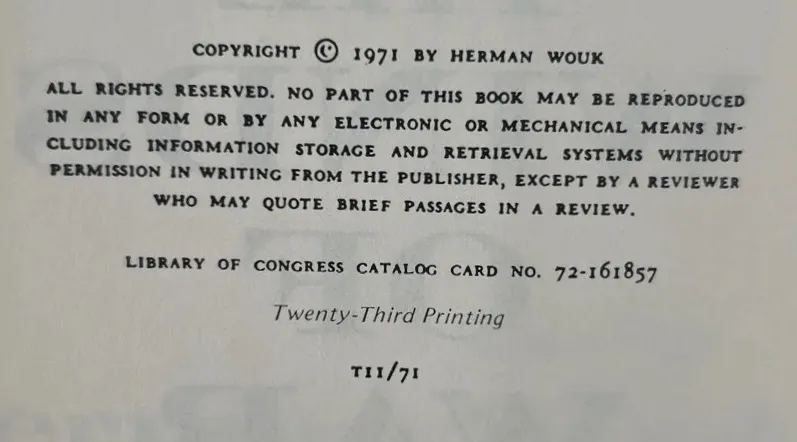 COPYRIGHT © 1971 BY HERMAN WOUK
ALL RIGHTS RESERVED. NO PART OF THIS BOOK MAY BE REPRODUCED
IN ANY FORM OR BY ANY ELECTRONIC OR MECHANICAL MEANS IN-
CLUDING INFORMATION STORAGE AND RETRIEVAL SYSTEMS WITHOUT
PERMISSION IN WRITING FROM THE PUBLISHER, EXCEPT BY A REVIEWER
WHO MAY QUOTE BRIEF PASSAGES IN A REVIEW.
LIBRARY OF CONGRESS CATALOG CARD NO. 72-161857
Twenty-Third Printing
T11/71